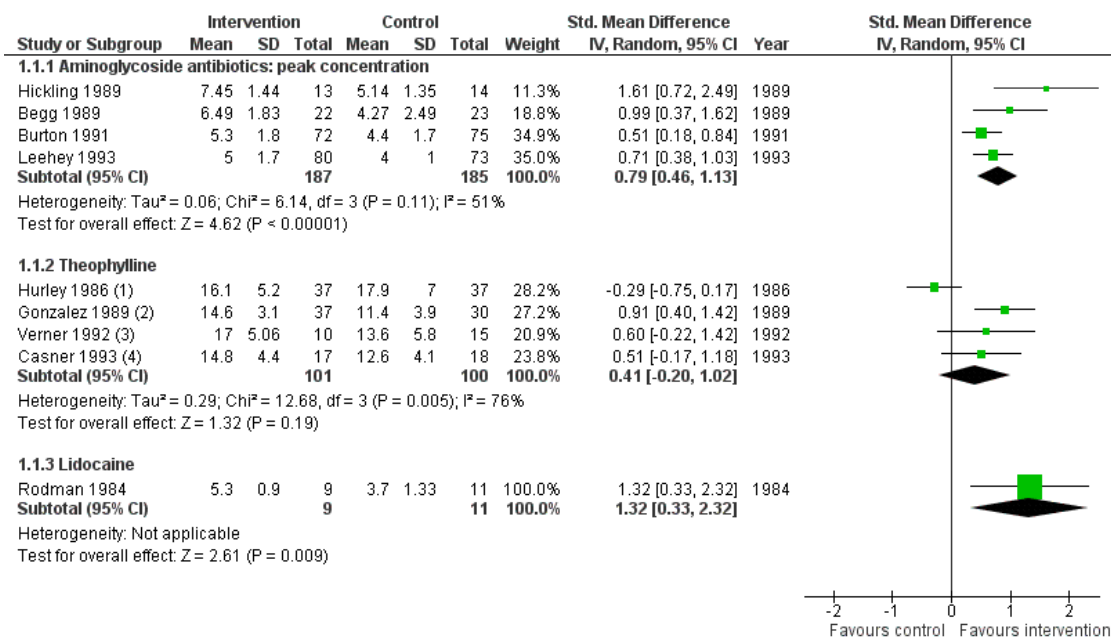 Intervention Control Std. Mean Difference Std. Mean Difference
Study or Subgroup Mean SD Total Mean SD Total Weight IV, Random, 95% CI Year IV, Random, 95% CI
1.1.1 Aminoglycoside antibiotics: peak concentration
Hickling 1989 7.45 1.44 13 5.14 1.35 14 11.3% 1.61 [0.72, 2.49] 1989
Begg 1989 6.49 1.83 22 4.27 2.49 23 18.8% 0.99 [0.37, 1.62] 1989
Burton 1991 5.3 1.8 72 4.4 1.7 75 34.9% 0.51 [0.18, 0.84] 1991
Leehey 1993 5 1.7 80 4 1 73 35.0% 0.71 [0.38, 1.03] 1993
Subtotal (95% CI) 187 185 100.0% 0.79 [0.46, 1.13]
Heterogeneity: Tau² = 0.06; Chi² = 6.14, df = 3 (P = 0.11); I² = 51%
Test for overall effect: Z = 4.62 (P < 0.00001)
1.1.2 Theophylline
Hurley 1986 (1) 16.1 5.2 37 17.9 7 37 28.2% -0.29 [-0.75, 0.17] 1986
Gonzalez 1989 (2) 14.6 3.1 37 11.4 3.9 30 27.2% 0.91 [0.40, 1.42] 1989
Verner 1992 (3) 17 5.06 10 13.6 5.8 15 20.9% 0.60 [-0.22, 1.42] 1992
Casner 1993 (4) 14.8 4.4 17 12.6 4.1 18 23.8% 0.51 [-0.17, 1.18] 1993
Subtotal (95% CI) 101 100 100.0% 0.41 [-0.20, 1.02]
Heterogeneity: Tau² = 0.29; Chi² = 12.68, df = 3 (P = 0.005); I² = 76%
Test for overall effect: Z = 1.32 (P = 0.19)
1.1.3 Lidocaine
Rodman 1984 5.3 0.9 9 3.7 1.33 11 100.0% 1.32 [0.33, 2.32] 1984
Subtotal (95% CI) 9 11 100.0% 1.32 [0.33, 2.32]
Heterogeneity: Not applicable
Test for overall effect: Z = 2.61 (P = 0.009)
-2 -1 0 1 2
Favours control Favours intervention